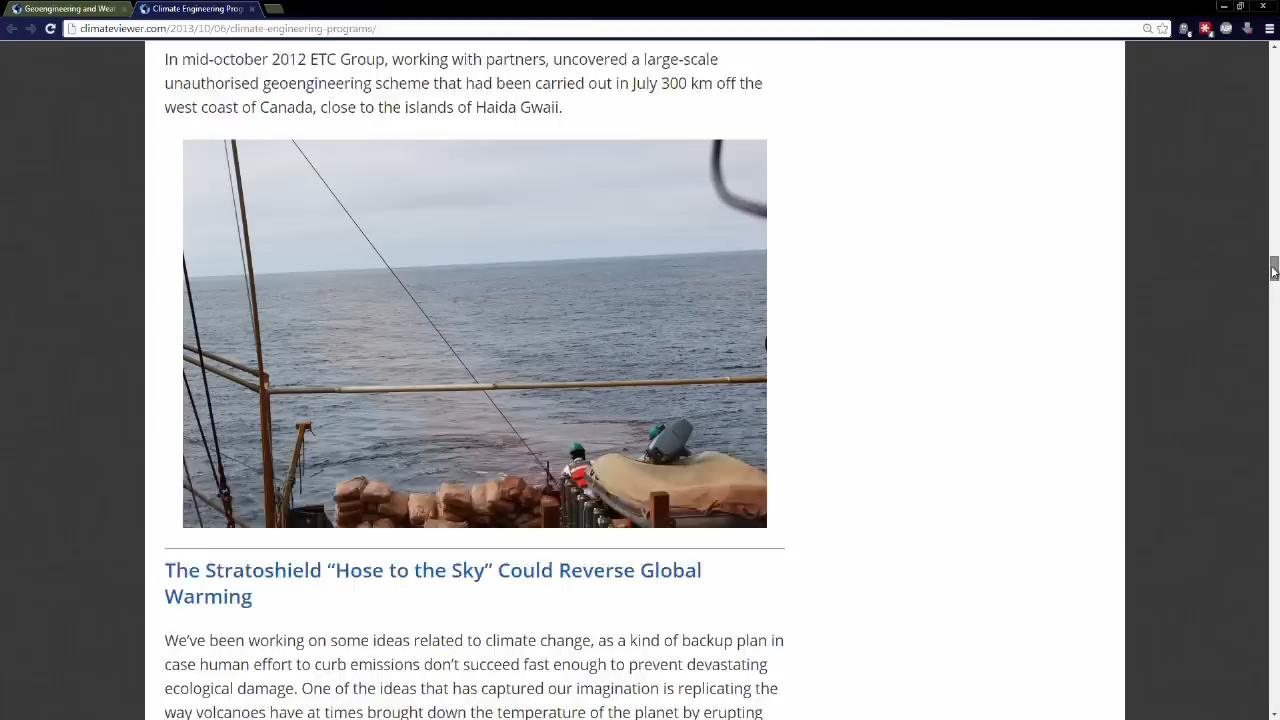 Geoengineering and Weat
Climate Engineering Prog
climateviewer.com/2013/10/06/climate-engineering-programs/
In mid-october 2012 ETC Group, working with partners, uncovered a large-scale
unauthorised geoengineering scheme that had been carried out in July 300 km off the
west coast of Canada, close to the islands of Haida Gwaii.
The Stratoshield “Hose to the Sky” Could Reverse Global
Warming
We’ve been working on some ideas related to climate change, as a kind of backup plan in
case human effort to curb emissions don’t succeed fast enough to prevent devastating
ecological damage. One of the ideas that has captured our imagination is replicating the
way volcanoes have at times brought down the temperature of the planet by erupting